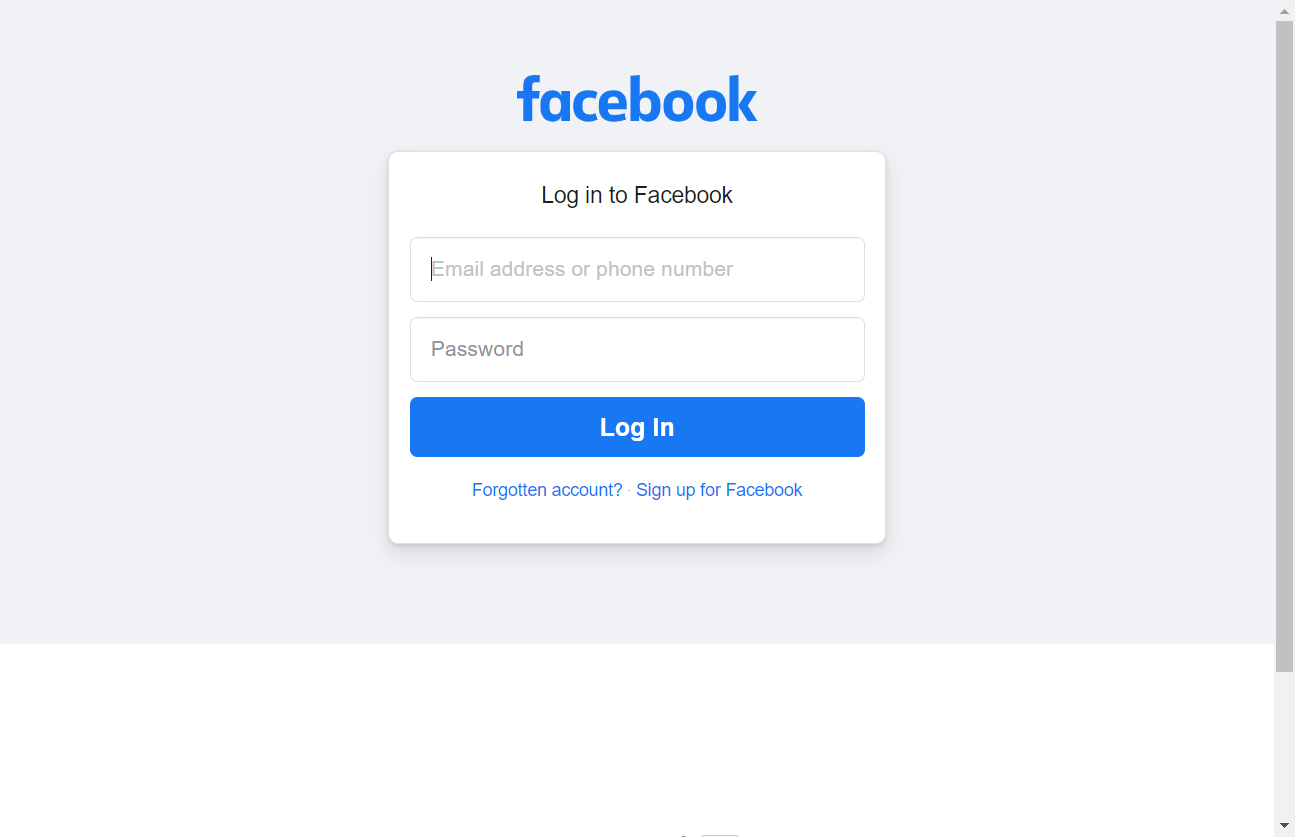 facebook
Log in to Facebook
Email address or phone number
Password
Log In
Forgotten account? · Sign up for Facebook